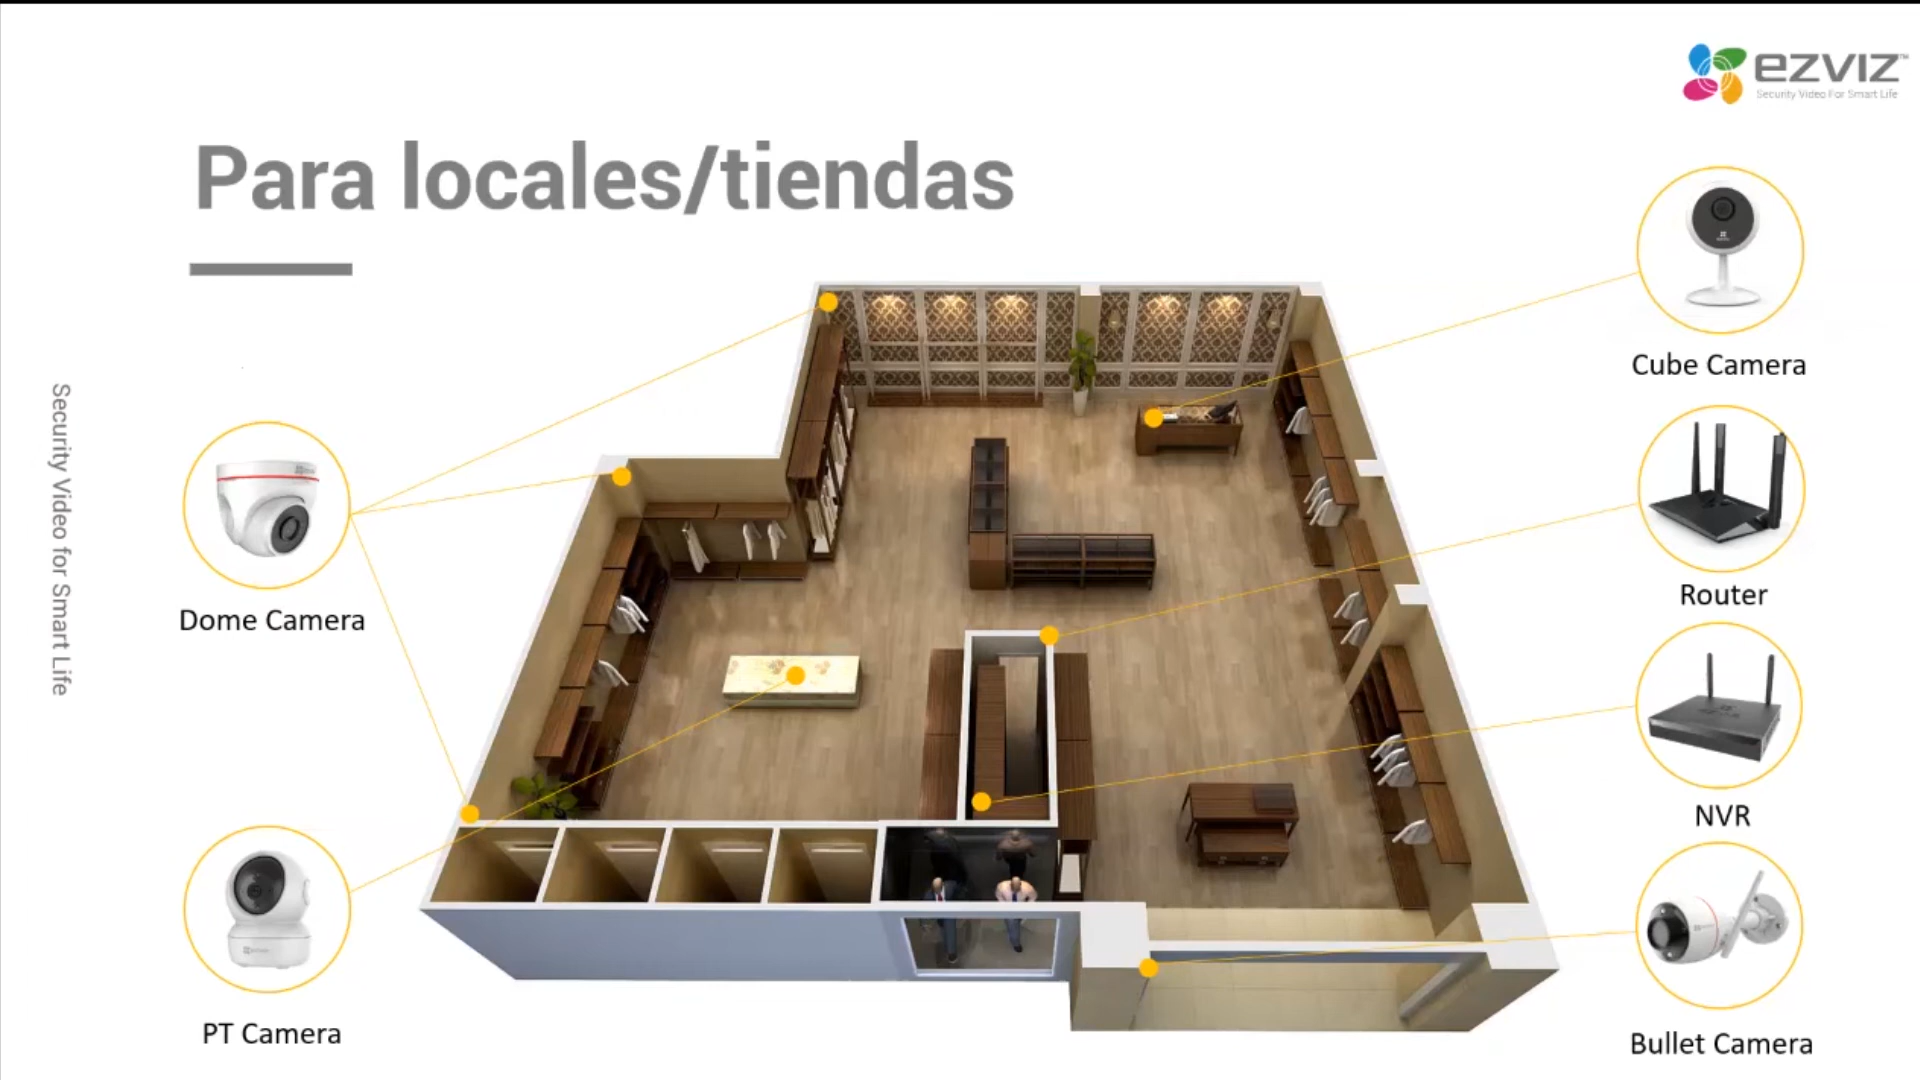 ezviz™
Security Video For Smart Life
Para locales/tiendas
Security Video for Smart Life
Cube Camera
Router
Dome Camera
NVR
PT Camera
Bullet Camera